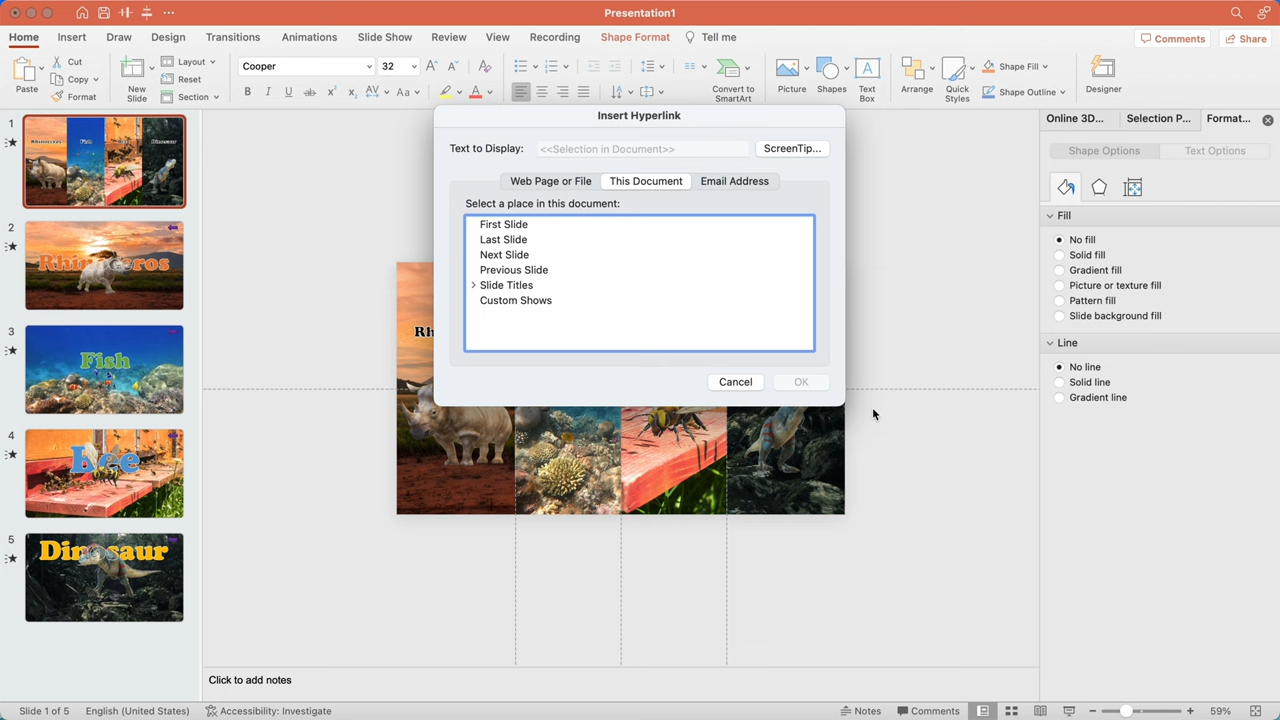 Presentation1
Home Insert Draw Design Transitions Animations Slide Show Review View Recording Shape Format Tell me Comments Share
Paste Cut Copy Format
New Slide Layout Reset Section
Cooper 32
Convert to SmartArt
Picture Shapes Text Box
Arrange Quick Styles Shape Fill Shape Outline
Designer
1
Rhinoceros Fish Bee Dinosaur
2
Rhinoceros
3
Fish
4
Bee
5
Dinosaur
Insert Hyperlink
Text to Display: <<Selection in Document>> ScreenTip...
Web Page or File This Document Email Address
Select a place in this document:
First Slide
Last Slide
Next Slide
Previous Slide
Slide Titles
Custom Shows
Cancel OK
Rh
Online 3D... Selection P... Format...
Shape Options Text Options
Fill
No fill
Solid fill
Gradient fill
Picture or texture fill
Pattern fill
Slide background fill
Line
No line
Solid line
Gradient line
Click to add notes
Slide 1 of 5 English (United States) Accessibility: Investigate Notes Comments 59%